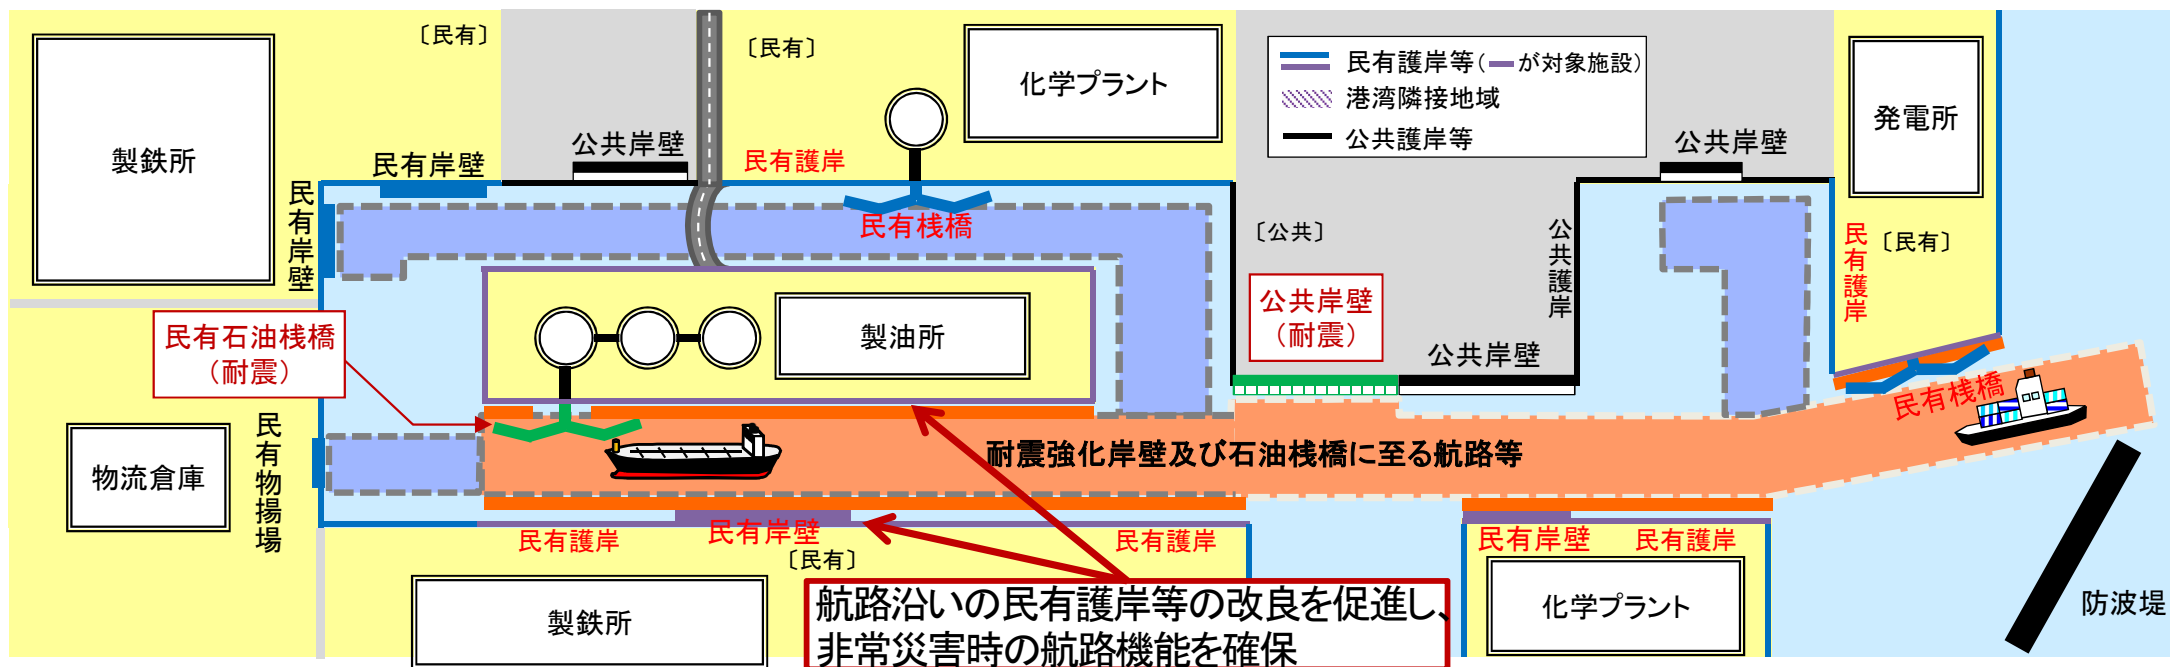 〔民有〕
〔民有〕
製鉄所
民有岸壁
公共岸壁
民有護岸
化学プラント
民有護岸等(ーが対象施設)
港湾隣接地域
公共護岸等
公共岸壁
発電所
民有岸壁
民有桟橋
〔公共〕
公共護岸
民有護岸
〔民有〕
民有石油桟橋
(耐震)
製油所
公共岸壁
(耐震)
公共岸壁
民有桟橋
物流倉庫
民有物揚場
耐震強化岸壁及び石油桟橋に至る航路等
民有護岸
民有岸壁
〔民有〕
民有護岸
民有岸壁
民有護岸
製鉄所
航路沿いの民有護岸等の改良を促進し、
非常災害時の航路機能を確保
化学プラント
防波堤